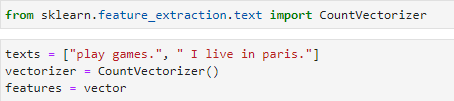 from sklearn.feature_extraction.text import CountVectorizer
texts = ["play games.", " I live in paris."]
vectorizer = CountVectorizer()
features = vector